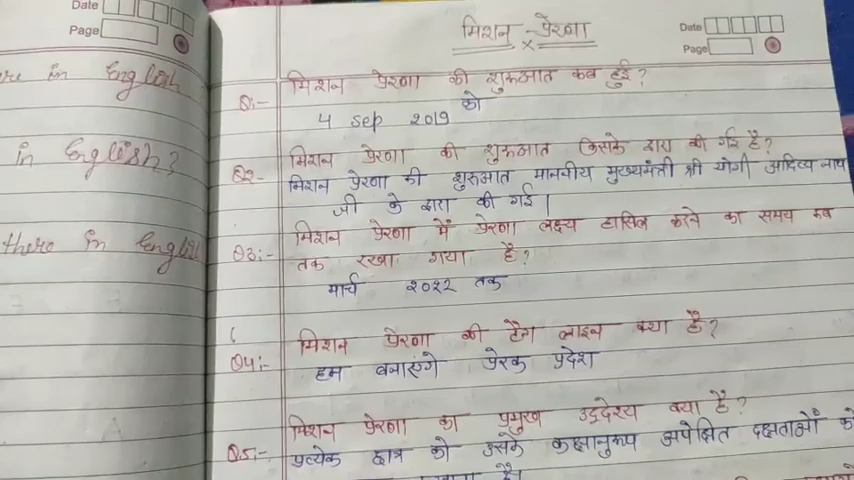 Date
Page
re in English
in English?
there in Englis
Date
Page
मिशन - प्रेरणा
x
मिशन प्रेरणा की शुरुआत कब हुई?
Q1:-
4 Sep 2019 को
मिशन प्रेरणा की शुरुआत किसके द्वारा की गई है?
Q2-
मिशन प्रेरणा की शुरुआत माननीय मुख्यमंत्री श्री योगी आदित्य नाथ
जी के द्वारा की गई।
मिशन प्रेरणा में प्रेरणा लक्ष्य हासिल करने का समय कब
Q3:-
तक रखा गया है?
मार्च २०२२ तक
मिशन प्रेरणा की टैग लाइन क्या है?
Q4:-
हम बनाएंगे प्रेरक प्रदेश
मिशन प्रेरणा का प्रमुख उद्देश्य क्या है?
Q5:-
प्रत्येक छात्र को उसके कक्षानुरूप अपेक्षित दक्षताओं को
है।